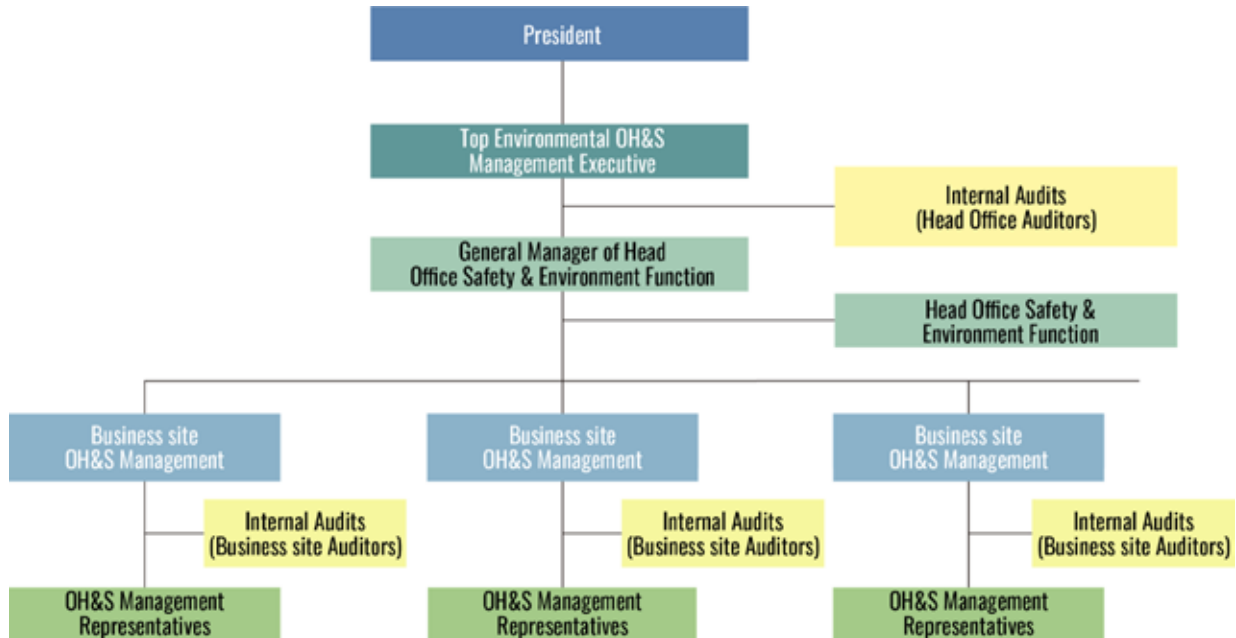 President
Top Environmental OH&S
Management Executive
Internal Audits
(Head Office Auditors)
General Manager of Head
Office Safety & Environment Function
Head Office Safety &
Environment Function
Business site
OH&S Management
Business site
OH&S Management
Business site
OH&S Management
Internal Audits
(Business site Auditors)
Internal Audits
(Business site Auditors)
Internal Audits
(Business site Auditors)
OH&S Management
Representatives
OH&S Management
Representatives
OH&S Management
Representatives